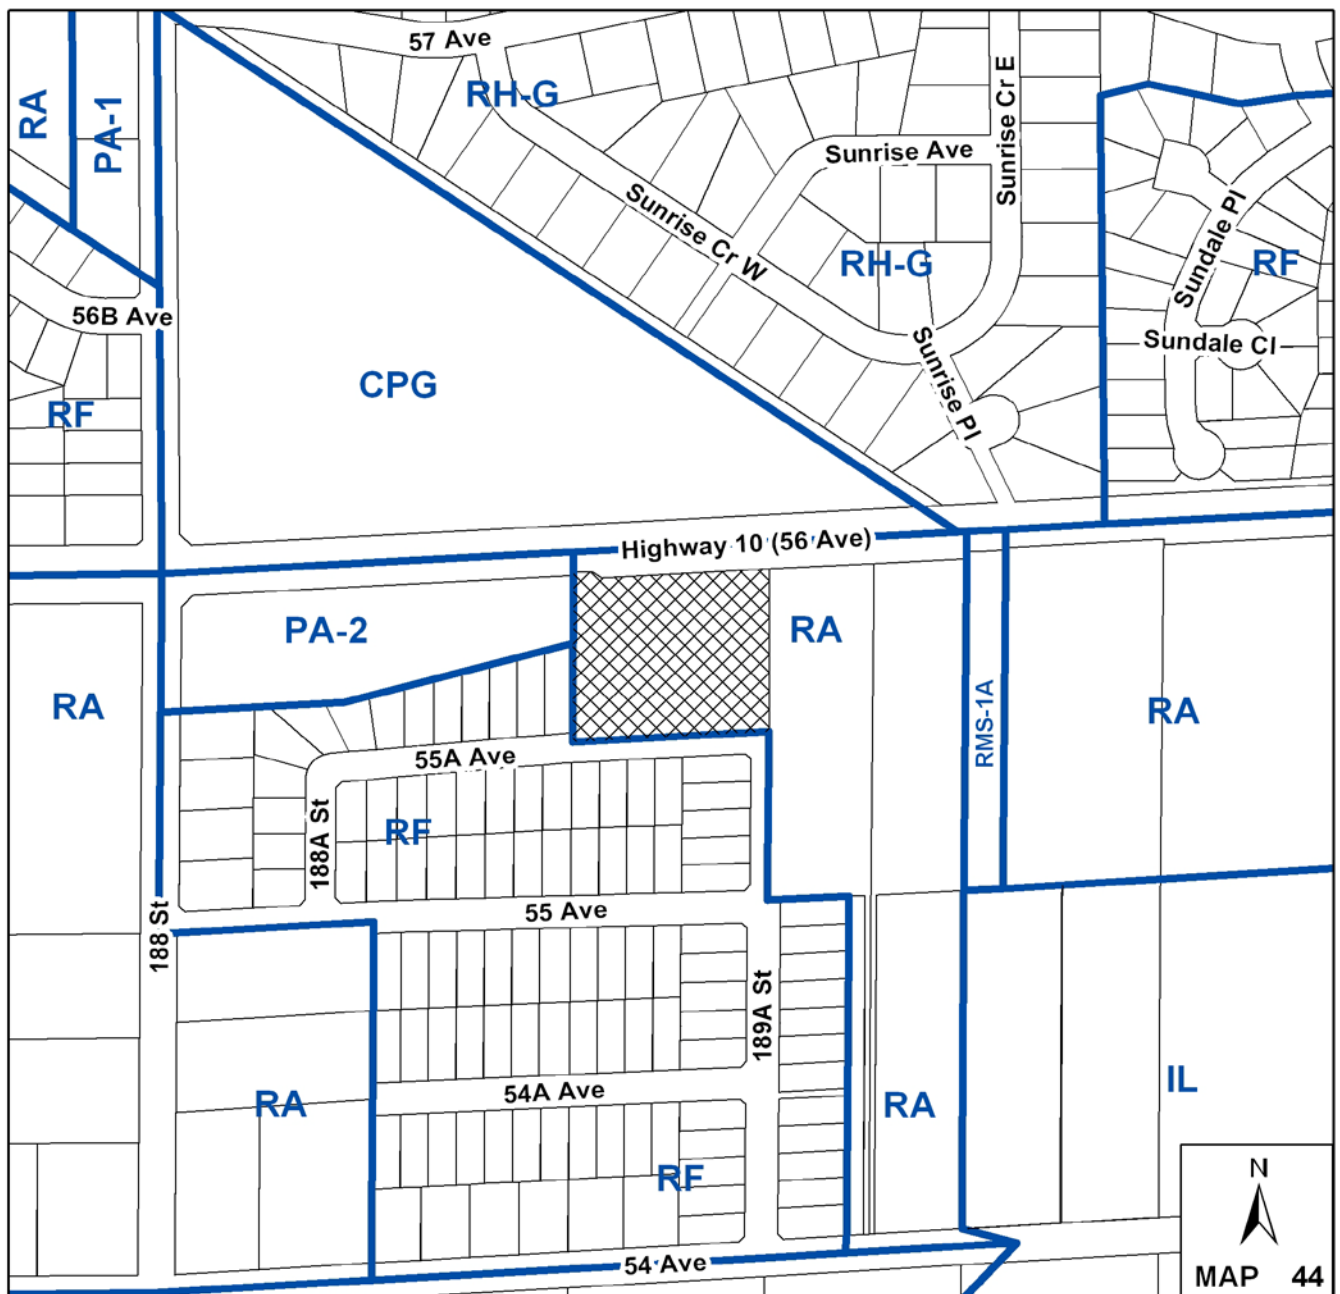 57 Ave
RA
PA-1
RH-G
Sunrise Cr E
Sunrise Ave
Sunrise Cr W
RH-G
Sundale Pl
RF
56B Ave
Sundale Cl
Sunrise Pl
CPG
RF
Highway 10 (56 Ave)
PA-2
RA
RA
RMS-1A
RA
55A Ave
188A St
RF
55 Ave
188 St
189A St
54A Ave
RA
RA
IL
RF
54 Ave
N
MAP 44